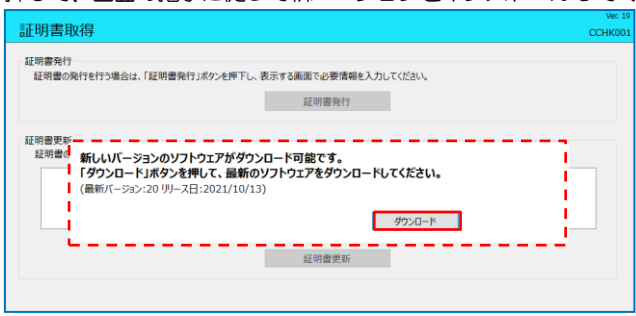 Ver. 19
証明書取得
CCHK001
証明書発行
証明書の発行を行う場合は、「証明書発行」ボタンを押下し、表示する画面で必要情報を入力してください。
証明書発行
証明書更新
証明書の
新しいバージョンのソフトウェアがダウンロード可能です。
「ダウンロード」ボタンを押して、最新のソフトウェアをダウンロードしてください。
(最新バージョン:20 リリース日:2021/10/13)
ダウンロード
証明書更新